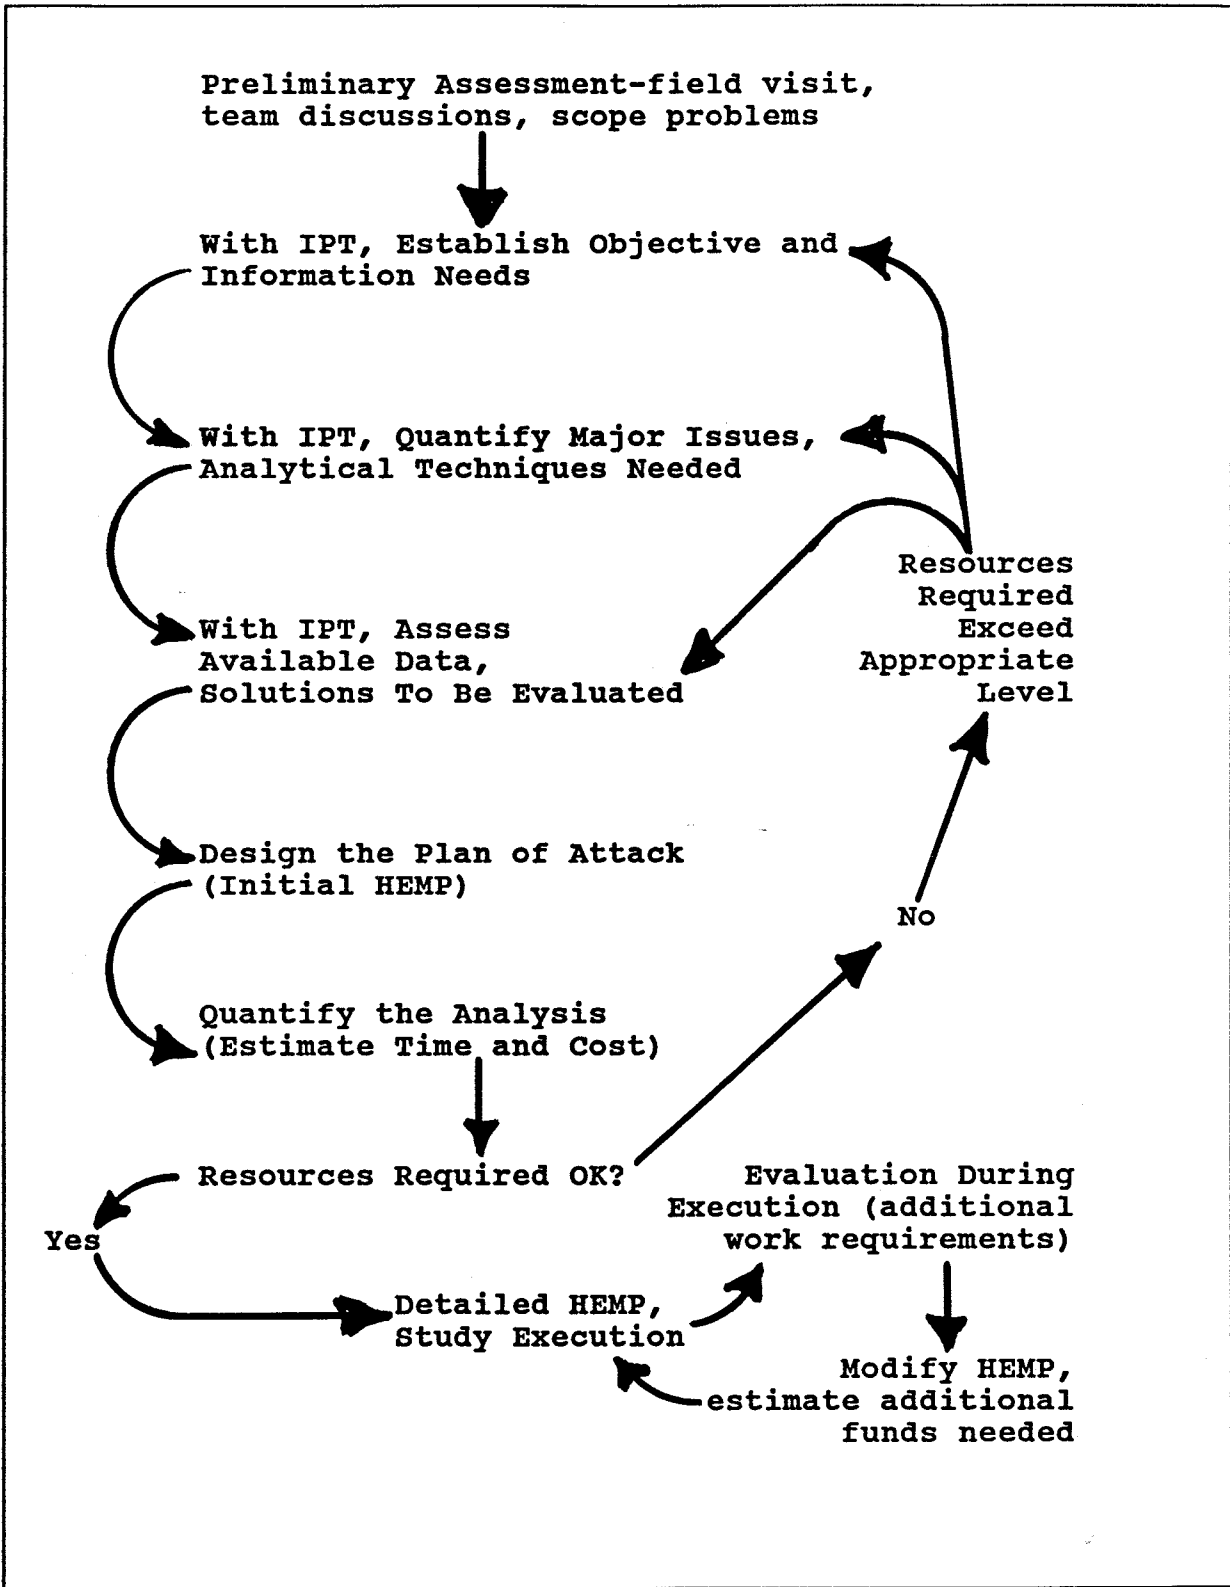 Preliminary Assessment-field visit,
team discussions, scope problems
With IPT, Establish Objective and
Information Needs
With IPT, Quantify Major Issues,
Analytical Techniques Needed
Resources
Required
Exceed
Appropriate
Level
With IPT, Assess
Available Data,
Solutions To Be Evaluated
Design the Plan of Attack
(Initial HEMP)
No
Quantify the Analysis
(Estimate Time and Cost)
Resources Required OK?
Yes
Evaluation During
Execution (additional
work requirements)
Detailed HEMP,
Study Execution
Modify HEMP,
estimate additional
funds needed